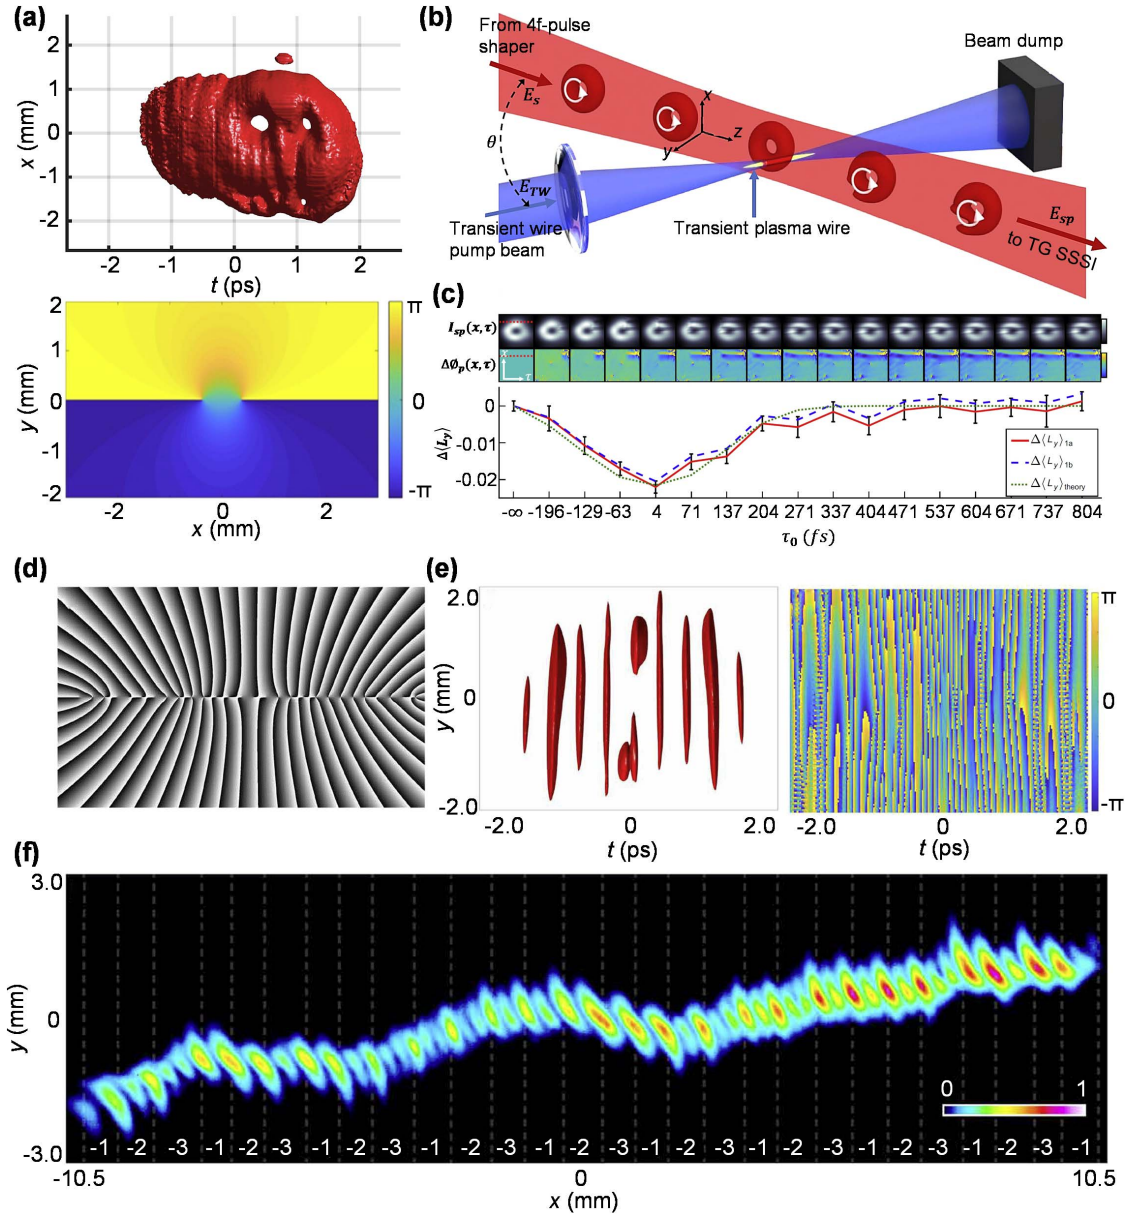 (a)
2
1
0
-1
-2
x (mm)
-2
-1
0
1
2
t (ps)
2
1
0
-1
-2
y (mm)
-2
0
2
x (mm)
π
0
-π
(b)
From 4f-pulse
shaper
E_S
θ
E_TW
Transient wire
pump beam
x
y
z
Transient plasma wire
Beam dump
E_sp
to TG SSSI
(c)
I_sp(x,τ)
Δ∅_p(x,τ)
x
τ
0
-0.01
-0.02
Δ⟨L_y⟩
Δ⟨L_y⟩_1a
Δ⟨L_y⟩_1b
Δ⟨L_y⟩_theory
-∞ -196 -129 -63 4 71 137 204 271 337 404 471 537 604 671 737 804
τ_0 (fs)
(d)
(e)
2.0
0
-2.0
y (mm)
-2.0
0
2.0
t (ps)
-2.0
0
2.0
t (ps)
π
0
-π
(f)
3.0
0
-3.0
y (mm)
0
1
-1 -2 -3 -1 -2 -3 -1 -2 -3 -1 -2 -3 -1 -2 -3 -1 -2 -3 -1 -2 -3 -1 -2 -3 -1 -2 -3 -1
-10.5
0
10.5
x (mm)